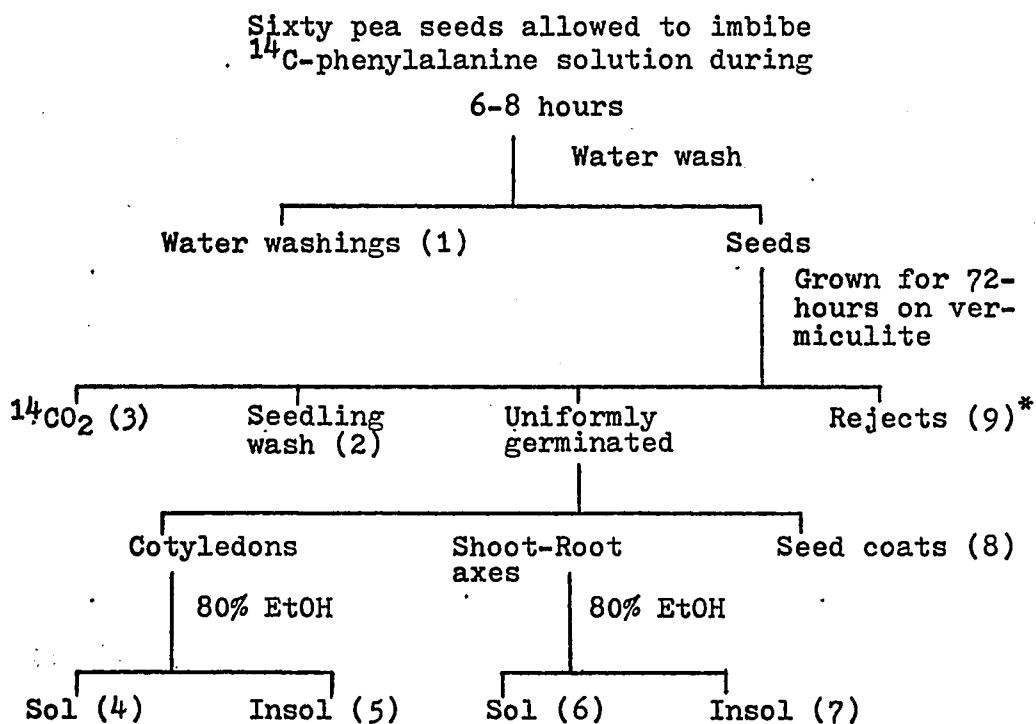 Sixty pea seeds allowed to imbibe
14C-phenylalanine solution during
6-8 hours
Water wash
Water washings (1)
Seeds
Grown for 72-
hours on ver-
miculite
14CO2 (3)
Seedling
wash (2)
Uniformly
germinated
Rejects (9)*
Cotyledons
Shoot-Root
axes
Seed coats (8)
80% EtOH
80% EtOH
Sol (4)
Insol (5)
Sol (6)
Insol (7)